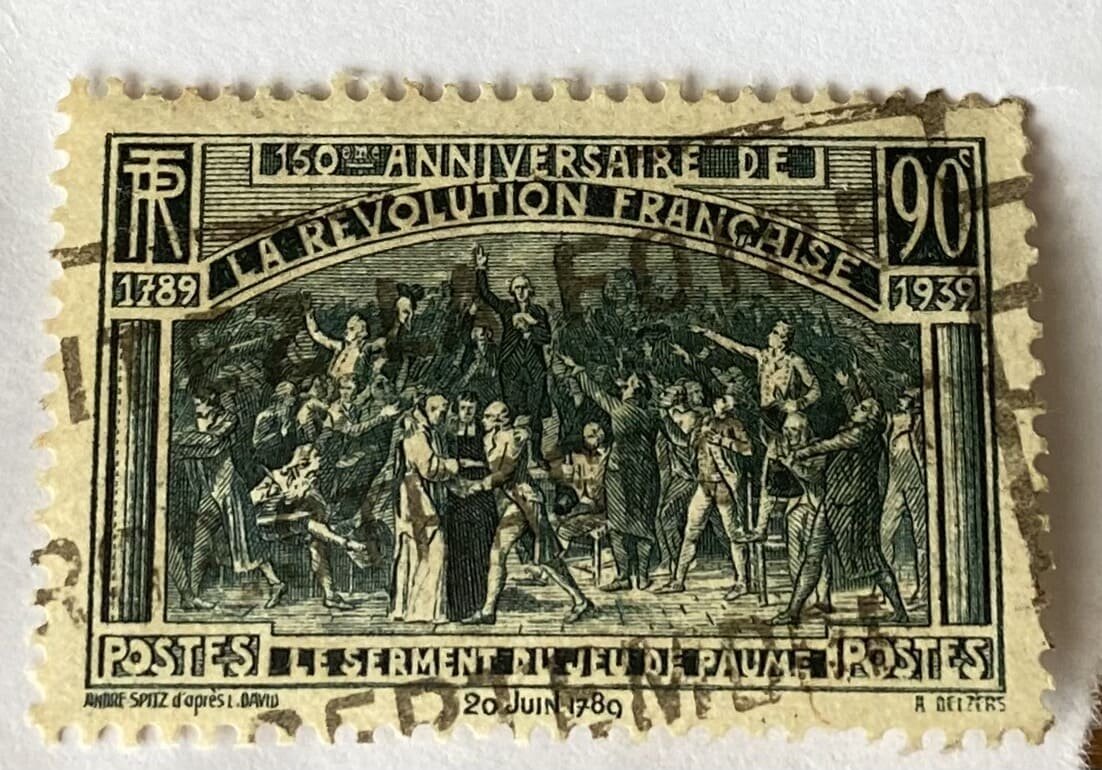 RF
150eme ANNIVERSAIRE DE
90c
LA REVOLUTION FRANÇAISE
1789
1939
POSTES
LE SERMENT DU JEU DE PAUME
POSTES
ANDRE SPITZ d'après L. DAVID
20 JUIN 1789
A DELZERS